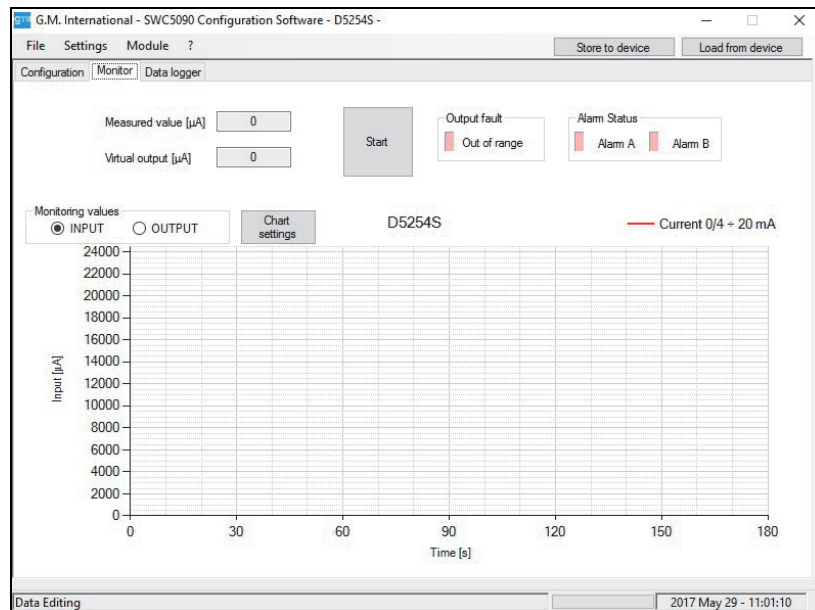 gmi G.M. International - SWC5090 Configuration Software - D5254S -
File Settings Module ? Store to device Load from device
Configuration Monitor Data logger
Measured value [µA] 0
Virtual output [µA] 0
Start
Output fault
Out of range
Alarm Status
Alarm A Alarm B
Monitoring values
INPUT OUTPUT
Chart settings
D5254S
Current 0/4 ÷ 20 mA
24000
22000
20000
18000
16000
14000
12000
10000
8000
6000
4000
2000
0
Input [µA]
0 30 60 90 120 150 180
Time [s]
Data Editing 2017 May 29 - 11:01:10